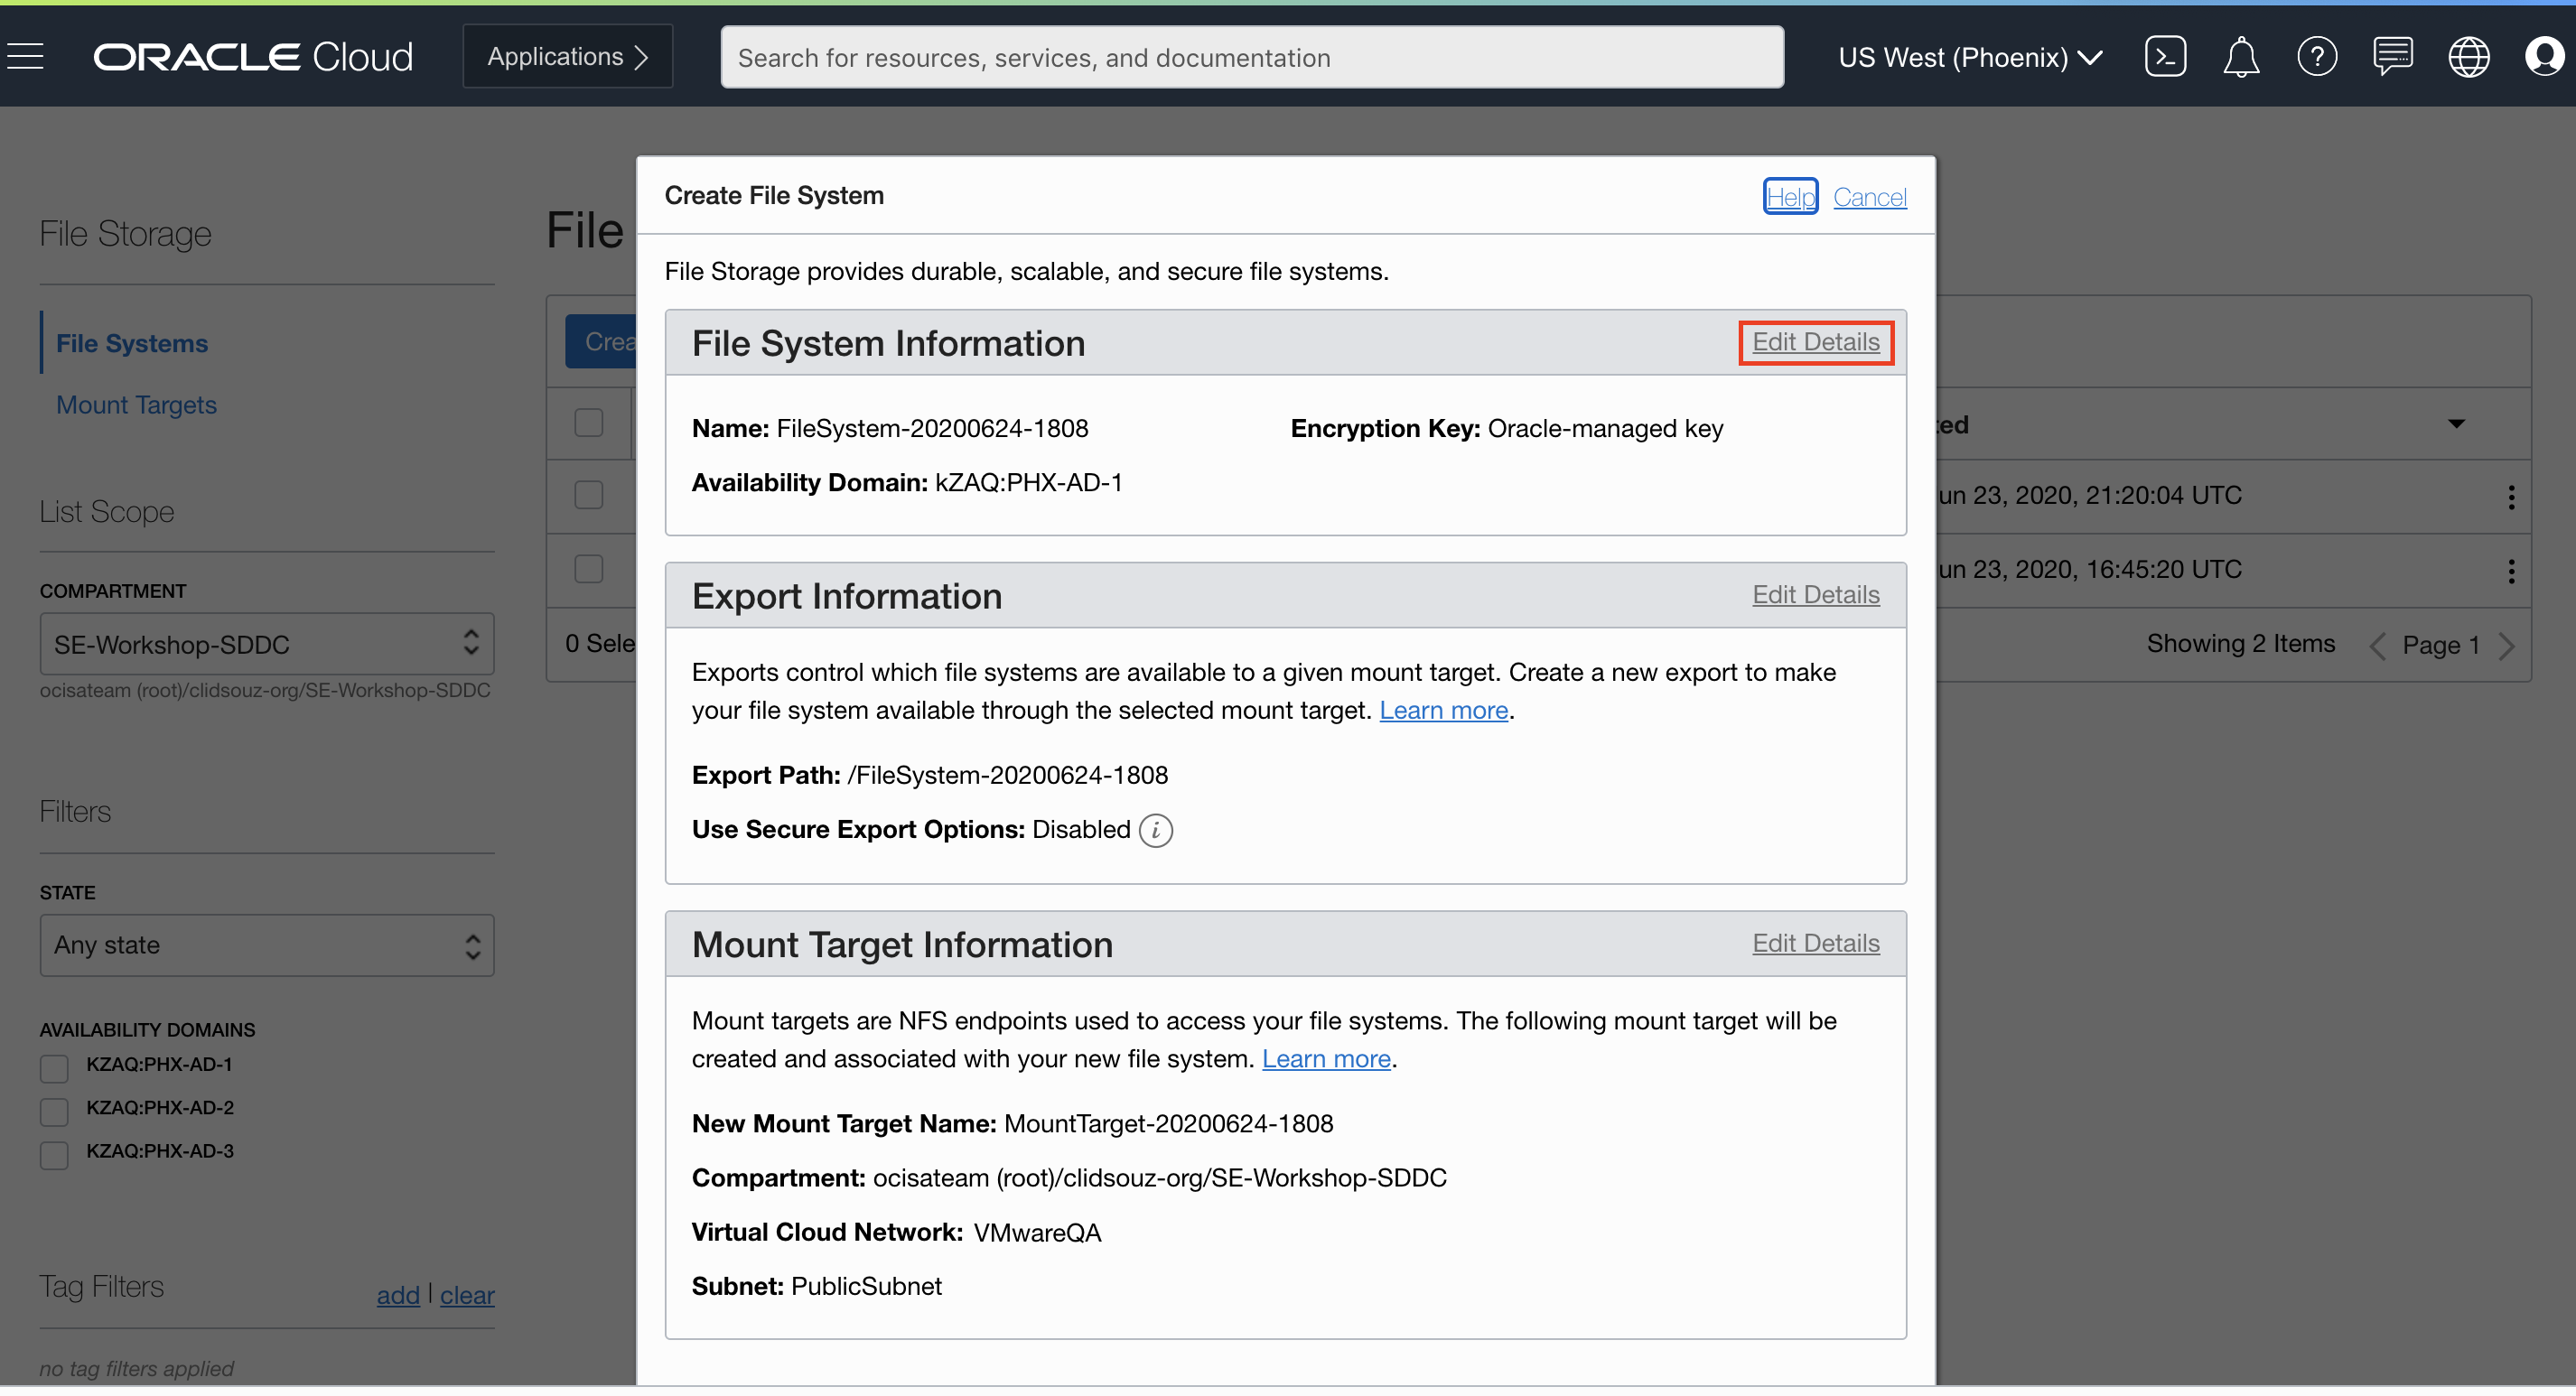 ORACLE Cloud
Applications
Search for resources, services, and documentation
US West (Phoenix)
File Storage
File Systems
Mount Targets
List Scope
COMPARTMENT
SE-Workshop-SDDC
ocisateam (root)/clidsouz-org/SE-Workshop-SDDC
Filters
STATE
Any state
AVAILABILITY DOMAINS
KZAQ:PHX-AD-1
KZAQ:PHX-AD-2
KZAQ:PHX-AD-3
Tag Filters
add | clear
no tag filters applied
File
Crea
0 Sele
Create File System
Help Cancel
File Storage provides durable, scalable, and secure file systems.
File System Information
Edit Details
Name: FileSystem-20200624-1808
Encryption Key: Oracle-managed key
Availability Domain: kZAQ:PHX-AD-1
Export Information
Edit Details
Exports control which file systems are available to a given mount target. Create a new export to make
your file system available through the selected mount target. Learn more.
Export Path: /FileSystem-20200624-1808
Use Secure Export Options: Disabled
Mount Target Information
Edit Details
Mount targets are NFS endpoints used to access your file systems. The following mount target will be
created and associated with your new file system. Learn more.
New Mount Target Name: MountTarget-20200624-1808
Compartment: ocisateam (root)/clidsouz-org/SE-Workshop-SDDC
Virtual Cloud Network: VMwareQA
Subnet: PublicSubnet
ted
un 23, 2020, 21:20:04 UTC
un 23, 2020, 16:45:20 UTC
Showing 2 Items
Page 1